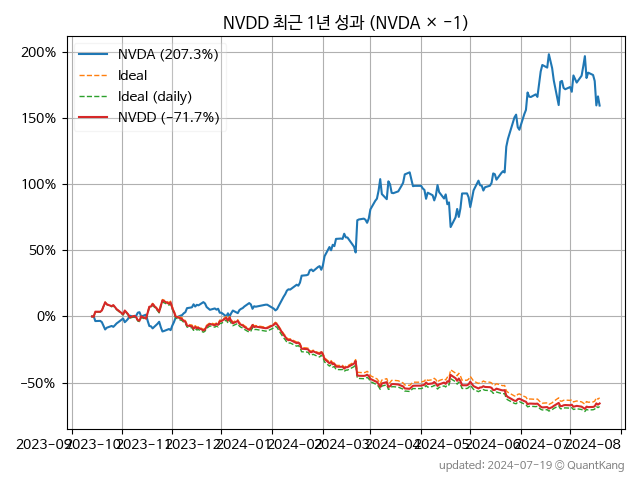 NVDD 최근 1년 성과 (NVDA × −1)
200%
150%
100%
50%
0%
−50%
NVDA (207.3%)
Ideal
Ideal (daily)
NVDD (−71.7%)
2023-09 2023-10 2023-11 2023-12 2024-01 2024-01 2024-02 2024-03 2024-04 2024-05 2024-06 2024-07 2024-08
updated: 2024-07-19 © QuantKang